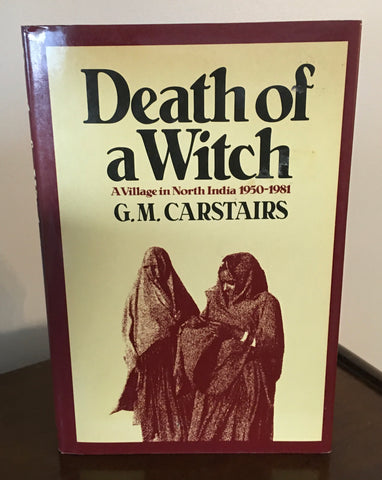 Death of
a Witch
A Village in North India 1950-1981
G.M. CARSTAIRS